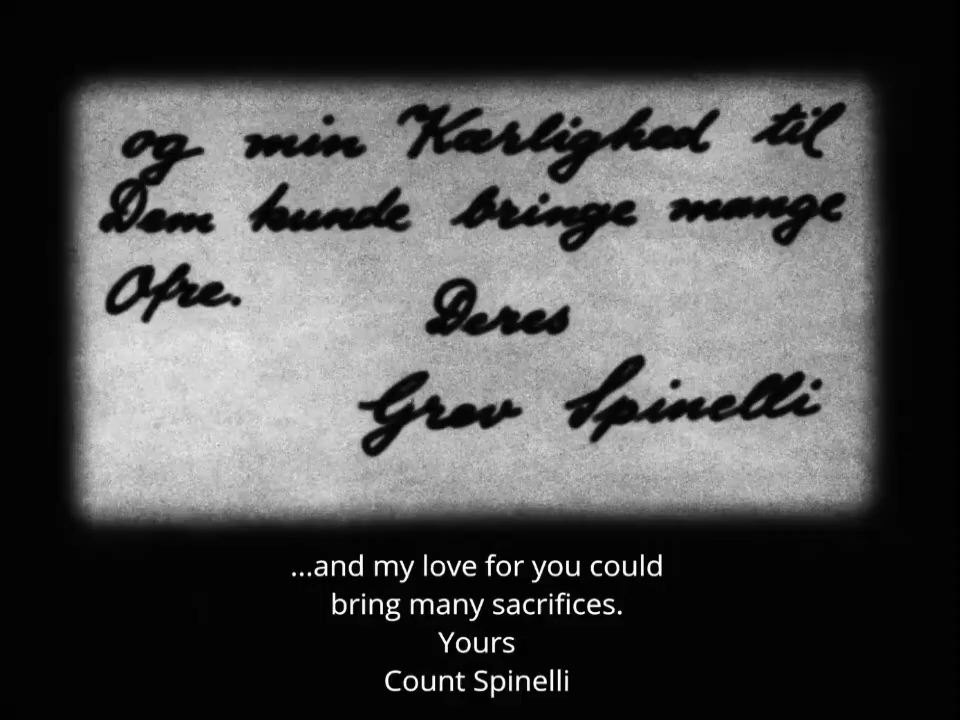 og min Kærlighed til
Dem kunde bringe mange
Ofre.
Deres
Grev Spinelli
...and my love for you could
bring many sacrifices.
Yours
Count Spinelli